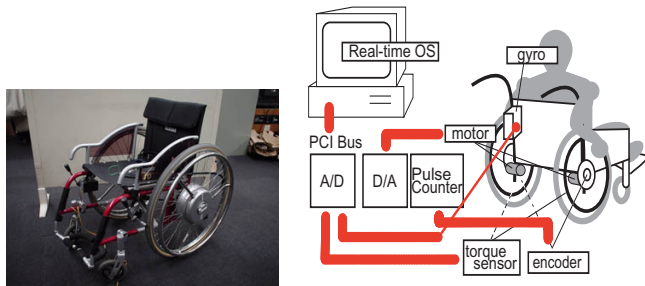 Real-time OS
gyro
PCI Bus
motor
A/D
D/A
Pulse
Counter
torque
sensor
encoder